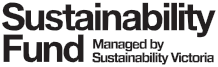 Sustainability
Fund
Managed by
Sustainability Victoria